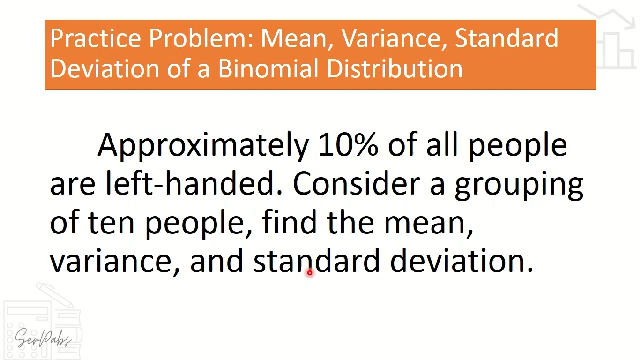 Practice Problem: Mean, Variance, Standard
Deviation of a Binomial Distribution
Approximately 10% of all people
are left-handed. Consider a grouping
of ten people, find the mean,
variance, and standard deviation.
SerPabs